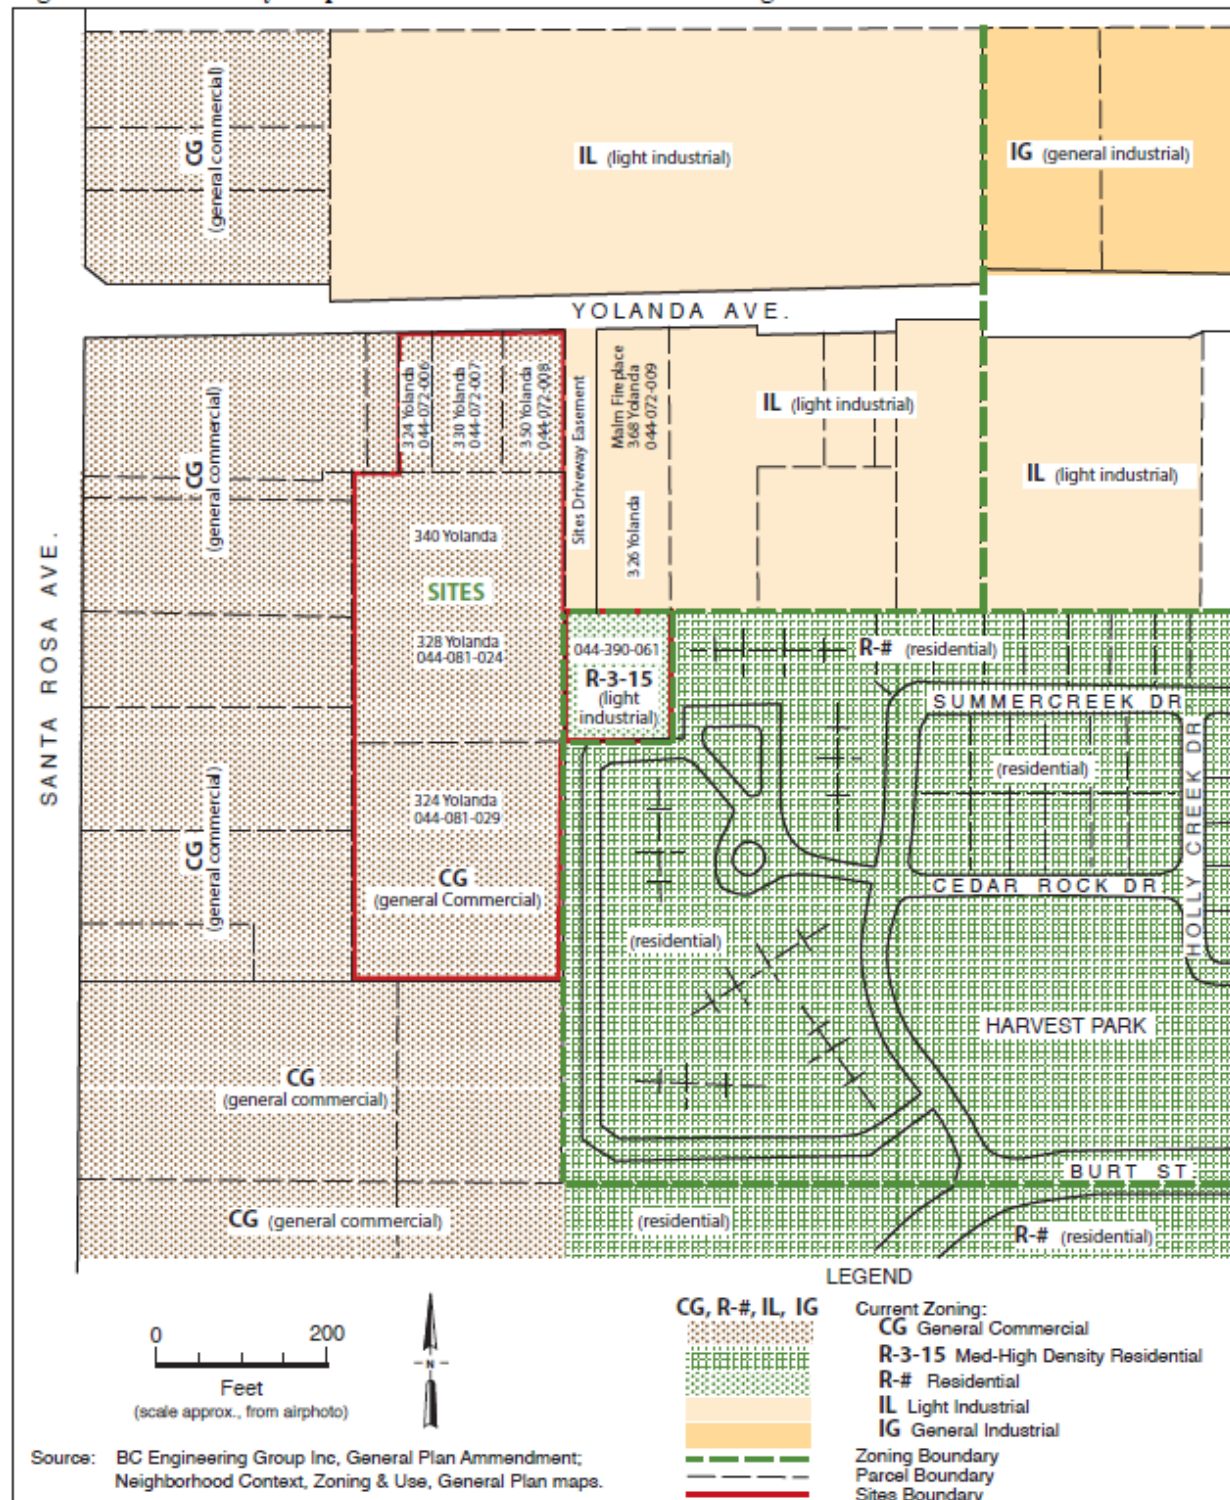 CG
(general commercial)
IL (light industrial)
IG (general industrial)
YOLANDA AVE.
CG
(general commercial)
324 Yolanda
044-072-006
330 Yolanda
044-072-007
350 Yolanda
044-072-008
Sites Driveway Easement
Malm Fireplace
368 Yolanda
044-072-009
326 Yolanda
IL (light industrial)
IL (light industrial)
SANTA ROSA AVE.
340 Yolanda
SITES
328 Yolanda
044-081-024
044-390-061
R-3-15
(light
industrial)
R-# (residential)
SUMMERCREEK DR
(residential)
HOLLY CREEK DR
CEDAR ROCK DR
324 Yolanda
044-081-029
CG
(general Commercial)
CG
(general commercial)
(residential)
HARVEST PARK
CG
(general commercial)
BURT ST
CG (general commercial)
(residential)
R-# (residential)
LEGEND
CG, R-#, IL, IG
Current Zoning:
CG General Commercial
R-3-15 Med-High Density Residential
R-# Residential
IL Light Industrial
IG General Industrial
Zoning Boundary
Parcel Boundary
Sites Boundary
0 200
Feet
(scale approx., from airphoto)
N
Source: BC Engineering Group Inc, General Plan Ammendment;
Neighborhood Context, Zoning & Use, General Plan maps.